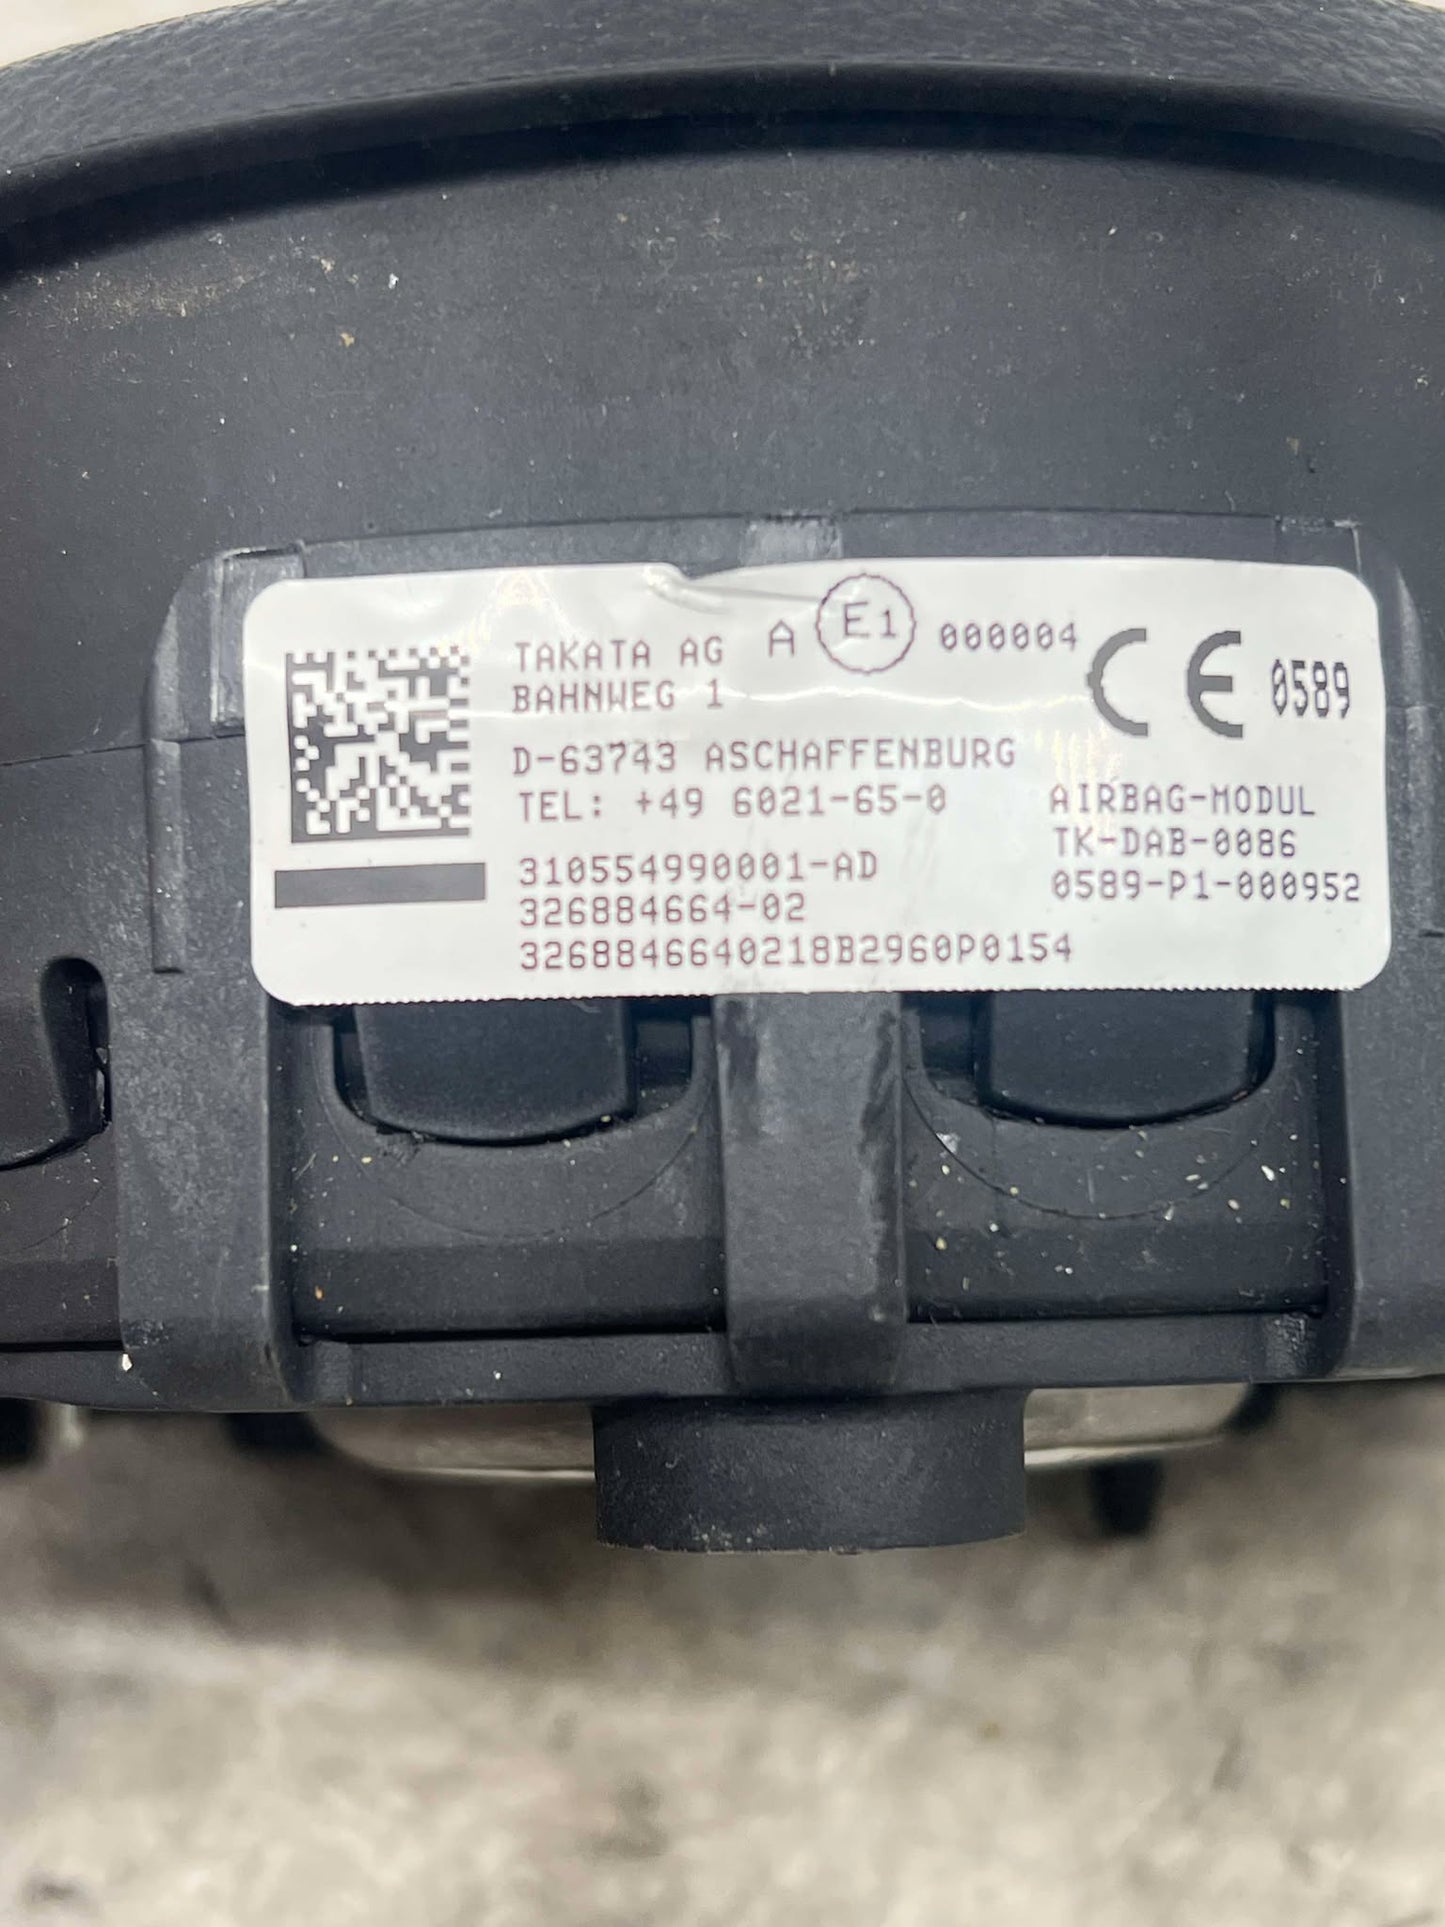 TAKATA AG A E1 000004 CE 0589
BAHNWEG 1
D-63743 ASCHAFFENBURG
TEL: +49 6021-65-0 AIRBAG-MODUL
TK-DAB-0086
310554990001-AD 0589-P1-000952
326884664-02
3268846640218B2960P0154